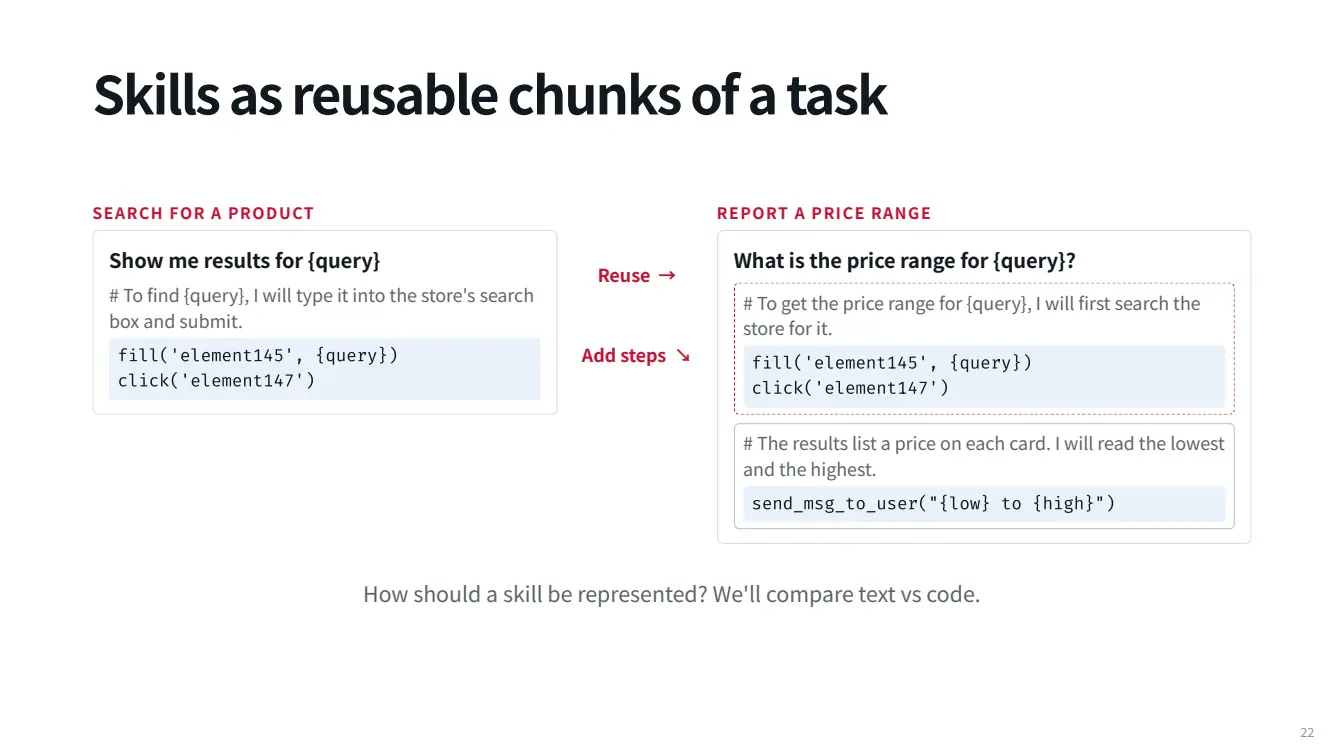 Skills as reusable chunks of a task
SEARCH FOR A PRODUCT
Show me results for {query}
# To find {query}, I will type it into the store's search
box and submit.
fill('element145', {query})
click('element147')
Reuse →
Add steps ↘
REPORT A PRICE RANGE
What is the price range for {query}?
# To get the price range for {query}, I will first search the
store for it.
fill('element145', {query})
click('element147')
# The results list a price on each card. I will read the lowest
and the highest.
send_msg_to_user("{low} to {high}")
How should a skill be represented? We'll compare text vs code.
22